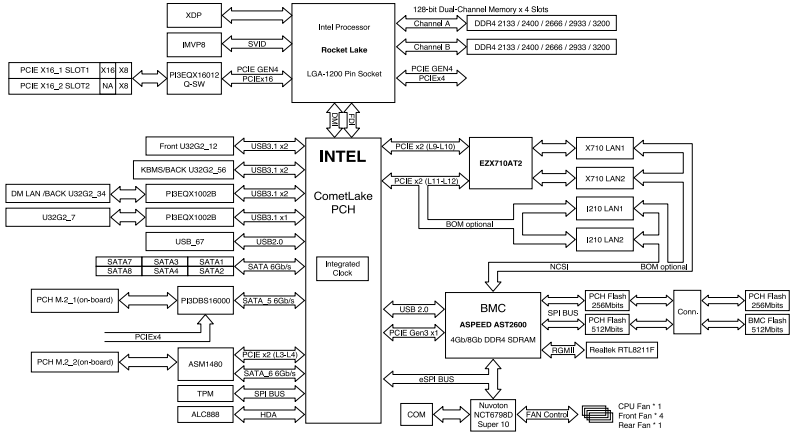 128-bit Dual-Channel Memory x 4 Slots
XDP
Intel Processor
Rocket Lake
LGA-1200 Pin Socket
Channel A
DDR4 2133 / 2400 / 2666 / 2933 / 3200
IMVP8
SVID
Channel B
DDR4 2133 / 2400 / 2666 / 2933 / 3200
PCIE X16_1 SLOT1
X16
X8
PCIE X16_2 SLOT2
NA
X8
PI3EQX16012
Q-SW
PCIE GEN4
PCIEx16
PCIE GEN4
PCIEx4
DMI
FDI
INTEL
CometLake
PCH
Integrated
Clock
Front U32G2_12
USB3.1 x2
KBMS/BACK U32G2_56
USB3.1 x2
DM LAN /BACK U32G2_34
PI3EQX1002B
USB3.1 x2
U32G2_7
PI3EQX1002B
USB3.1 x1
USB_67
USB2.0
SATA7
SATA3
SATA1
SATA8
SATA4
SATA2
SATA 6Gb/s
PCH M.2_1(on-board)
PI3DBS16000
SATA_5 6Gb/s
PCIEx4
PCH M.2_2(on-board)
ASM1480
PCIE x2 (L3-L4)
SATA_6 6Gb/s
TPM
SPI BUS
ALC888
HDA
PCIE x2 (L9-L10)
EZX710AT2
X710 LAN1
PCIE x2 (L11-L12)
X710 LAN2
I210 LAN1
BOM optional
I210 LAN2
NCSI
BOM optional
USB 2.0
BMC
ASPEED AST2600
4Gb/8Gb DDR4 SDRAM
PCIE Gen3 x1
SPI BUS
PCH Flash
256Mbits
PCH Flash
512Mbits
Conn.
PCH Flash
256Mbits
BMC Flash
512Mbits
RGMII
Realtek RTL8211F
eSPI BUS
COM
Nuvoton
NCT6798D
Super 10
FAN Control
CPU Fan * 1
Front Fan * 4
Rear Fan * 1